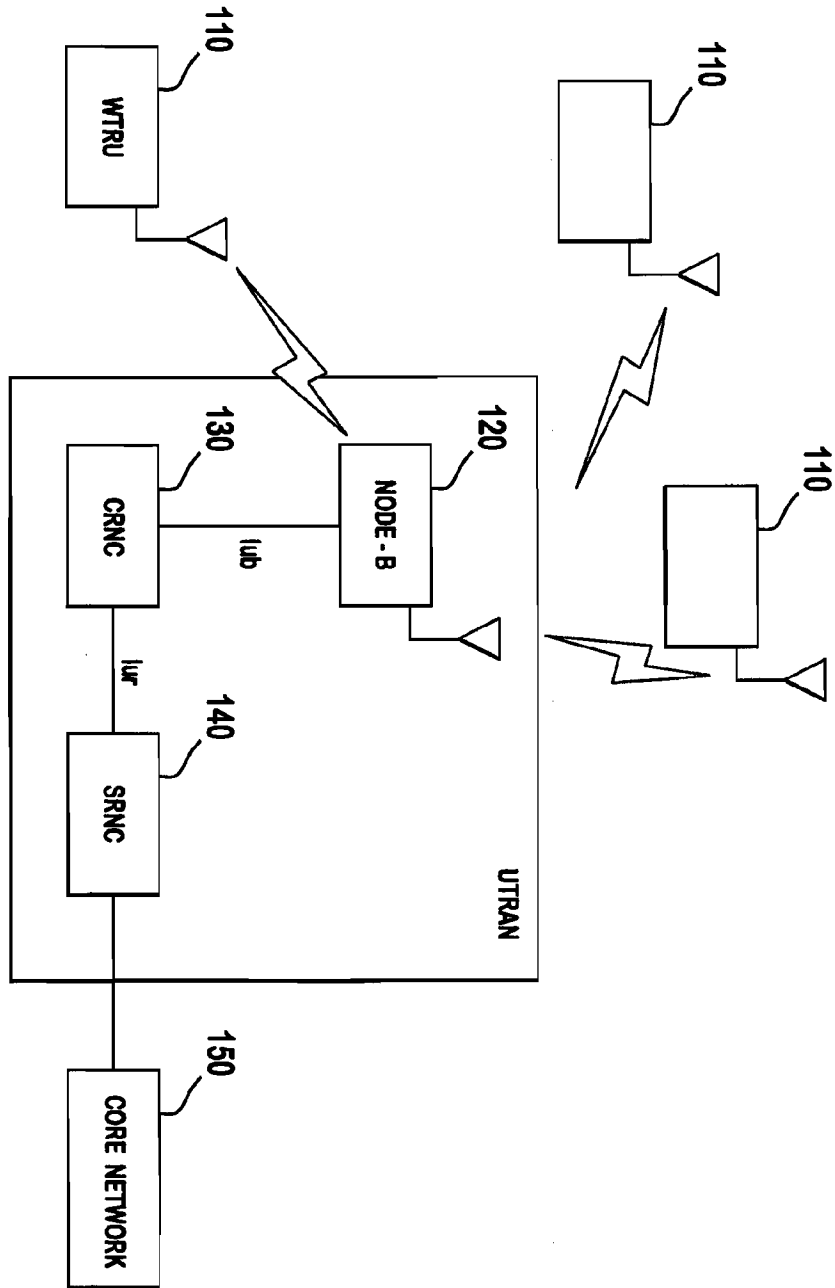 110
110
110
WTRU
120
NODE - B
UTRAN
Iub
130
CRNC
Iur
140
SRNC
150
CORE NETWORK